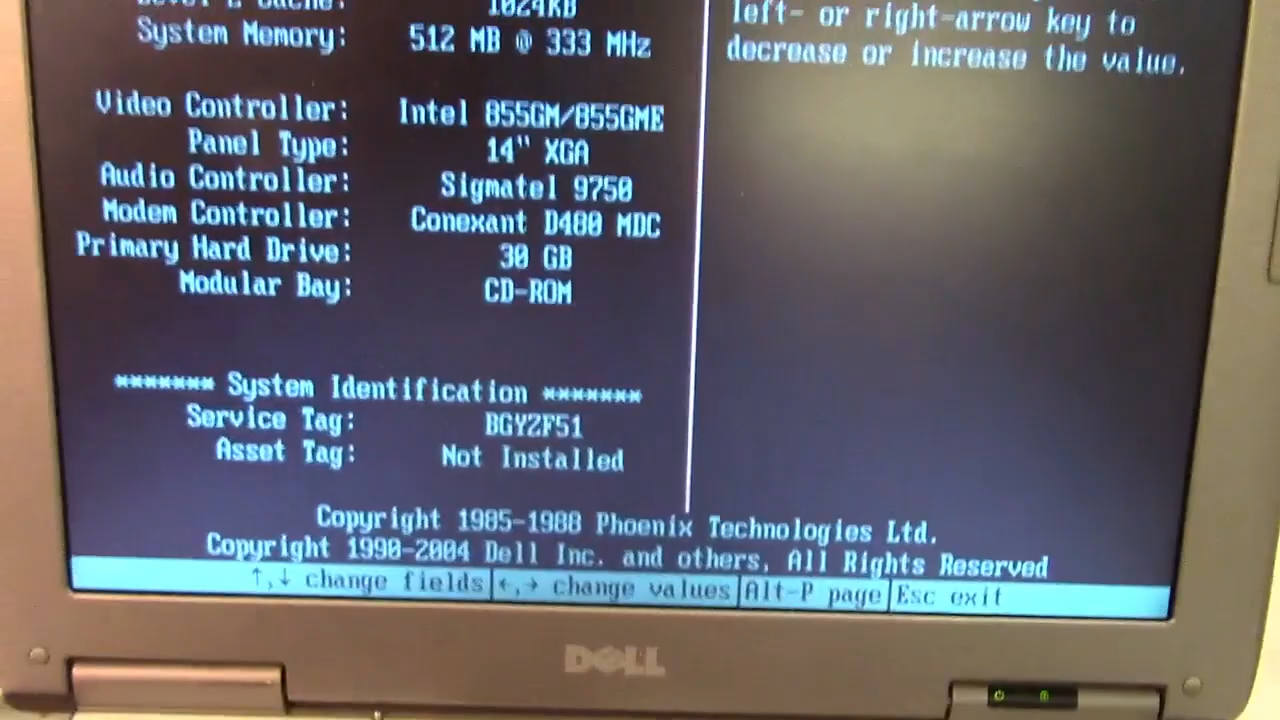 Level 2 Cache: 1024KB
System Memory: 512 MB @ 333 MHz
Video Controller: Intel 855GM/855GME
Panel Type: 14" XGA
Audio Controller: Sigmatel 9750
Modem Controller: Conexant D480 MDC
Primary Hard Drive: 30 GB
Modular Bay: CD-ROM
******* System Identification *******
Service Tag: BGYZF51
Asset Tag: Not Installed
left- or right-arrow key to
decrease or increase the value.
Copyright 1985-1988 Phoenix Technologies Ltd.
Copyright 1990-2004 Dell Inc. and others, All Rights Reserved
↑,↓ change fields|←,→ change values|Alt-P page|Esc exit
DELL